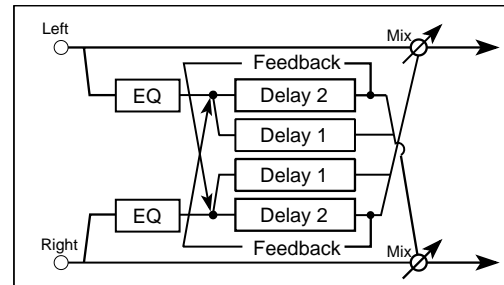 Left
Mix
Feedback
EQ
Delay 2
Delay 1
Delay 1
EQ
Delay 2
Right
Feedback
Mix